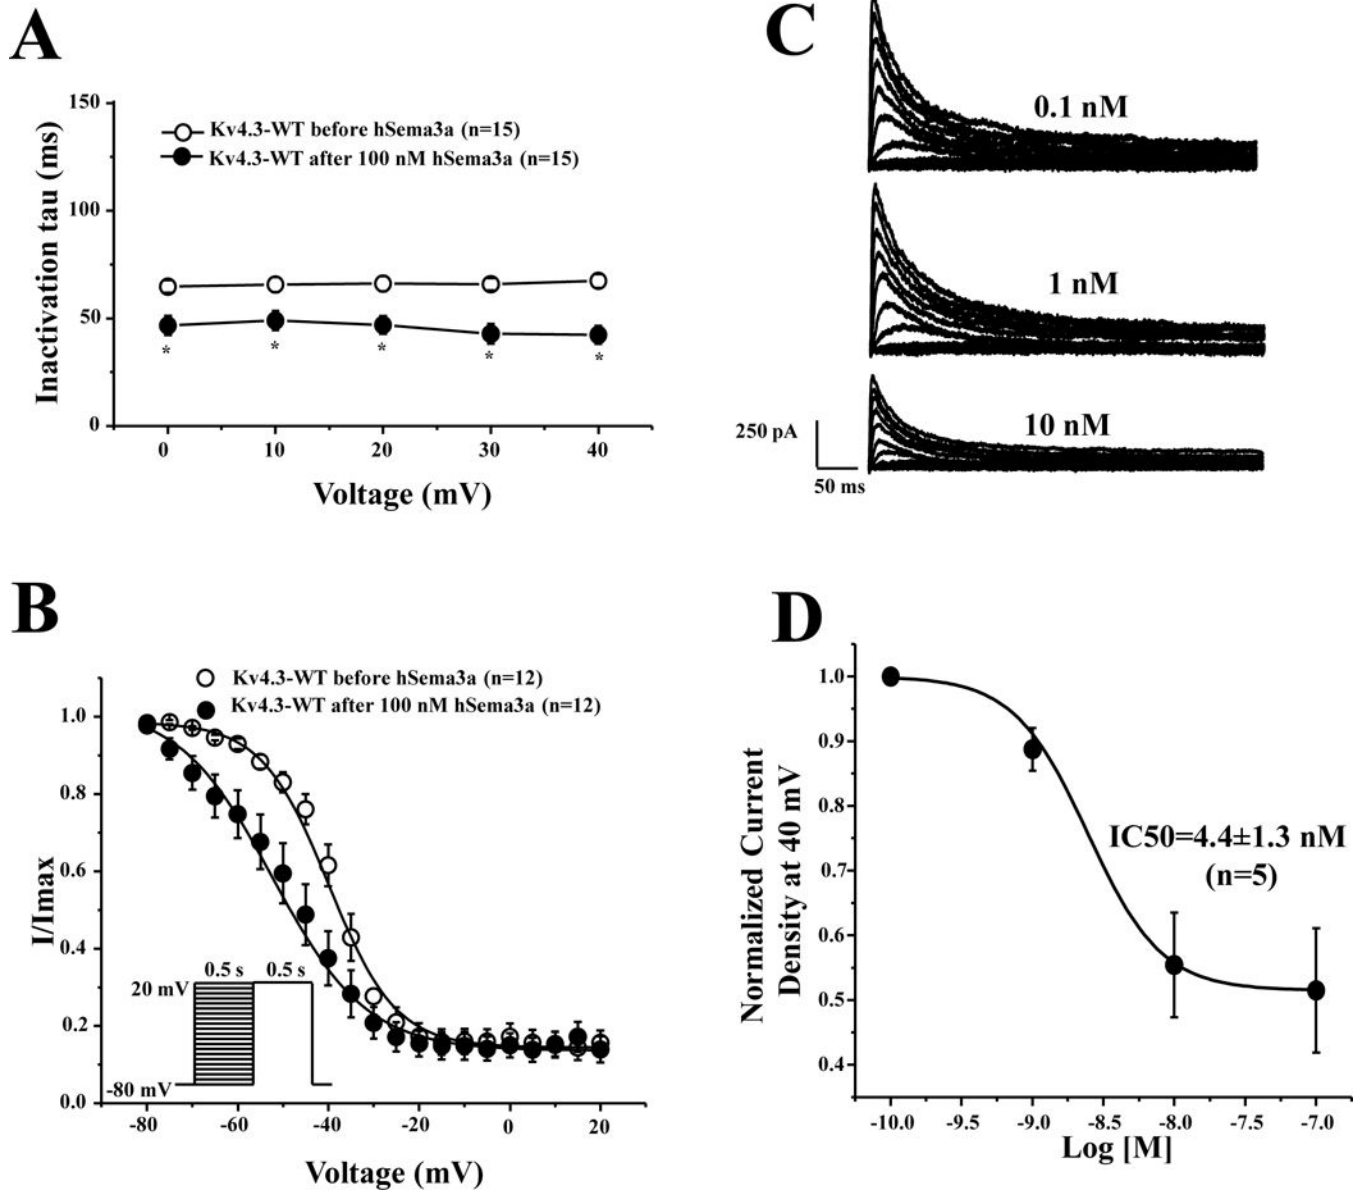 A
150
100
50
0
Inactivation tau (ms)
Kv4.3-WT before hSema3a (n=15)
Kv4.3-WT after 100 nM hSema3a (n=15)
* * * * *
0 10 20 30 40
Voltage (mV)
C
0.1 nM
1 nM
10 nM
250 pA
50 ms
B
Kv4.3-WT before hSema3a (n=12)
Kv4.3-WT after 100 nM hSema3a (n=12)
1.0
0.8
0.6
0.4
0.2
0.0
I/Imax
0.5 s 0.5 s
20 mV
-80 mV
-80 -60 -40 -20 0 20
Voltage (mV)
D
1.0
0.9
0.8
0.7
0.6
0.5
0.4
Normalized Current
Density at 40 mV
IC50=4.4±1.3 nM
(n=5)
-10.0 -9.5 -9.0 -8.5 -8.0 -7.5 -7.0
Log [M]